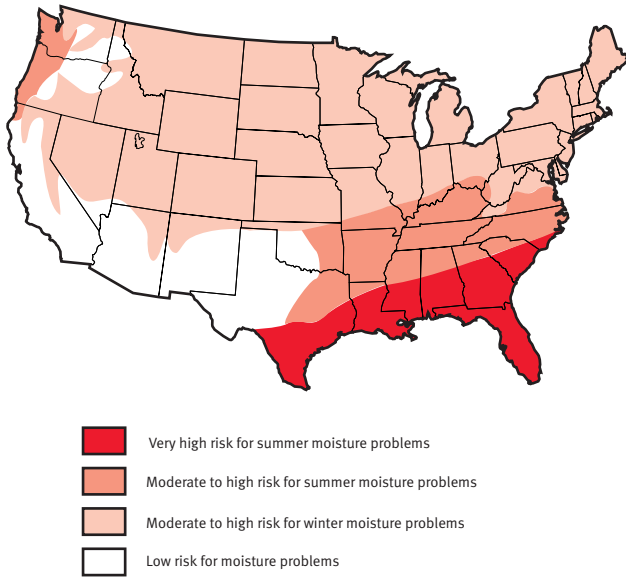 Very high risk for summer moisture problems
Moderate to high risk for summer moisture problems
Moderate to high risk for winter moisture problems
Low risk for moisture problems